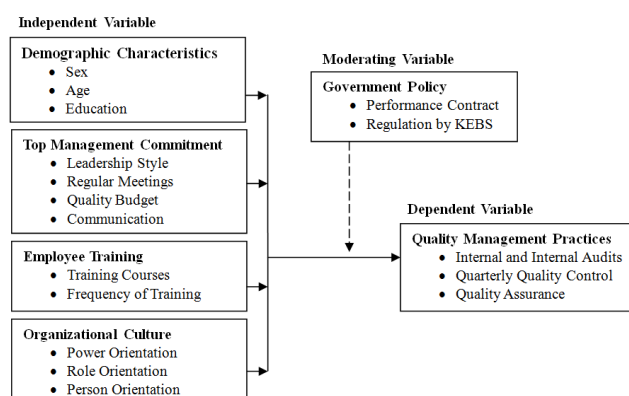 Independent Variable
Demographic Characteristics
• Sex
• Age
• Education
Top Management Commitment
• Leadership Style
• Regular Meetings
• Quality Budget
• Communication
Employee Training
• Training Courses
• Frequency of Training
Organizational Culture
• Power Orientation
• Role Orientation
• Person Orientation
Moderating Variable
Government Policy
• Performance Contract
• Regulation by KEBS
Dependent Variable
Quality Management Practices
• Internal and Internal Audits
• Quarterly Quality Control
• Quality Assurance